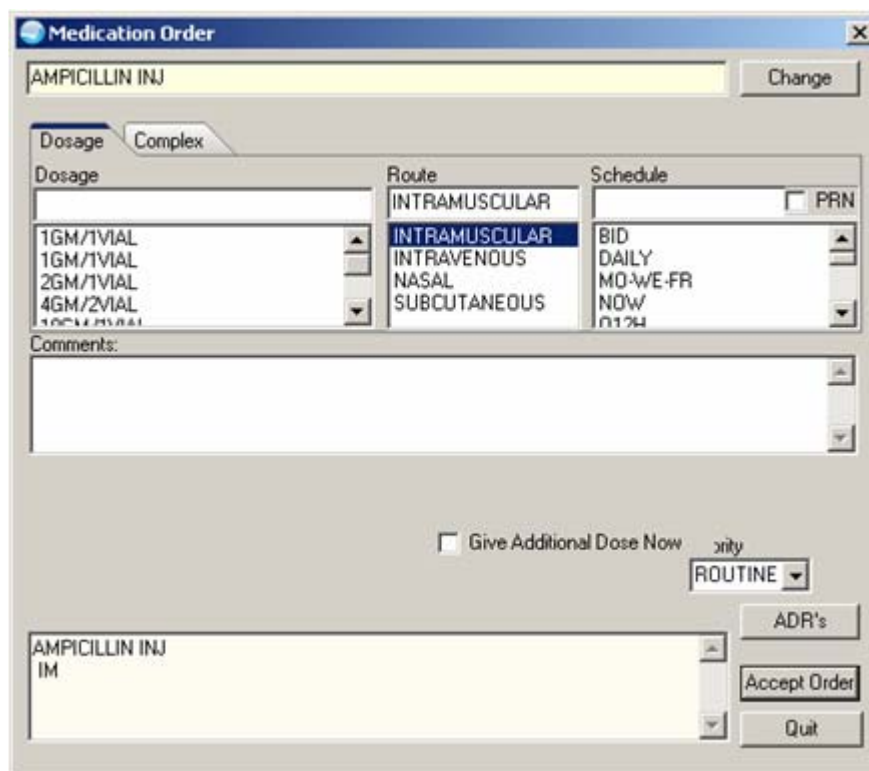 Medication Order
AMPICILLIN INJ
Change
Dosage Complex
Dosage Route Schedule
INTRAMUSCULAR PRN
1GM/1VIAL
1GM/1VIAL
2GM/1VIAL
4GM/2VIAL
INTRAMUSCULAR
INTRAVENOUS
NASAL
SUBCUTANEOUS
BID
DAILY
MO-WE-FR
NOW
Q12H
Comments:
Give Additional Dose Now
ority
ROUTINE
ADR's
AMPICILLIN INJ
IM
Accept Order
Quit